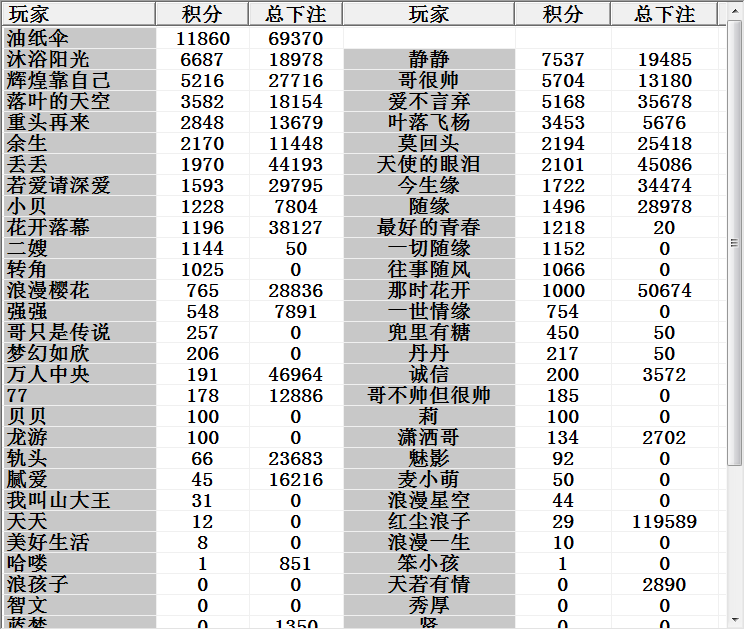 玩家 积分 总下注 玩家 积分 总下注
油纸伞 11860 69370
沐浴阳光 6687 18978 静静 7537 19485
辉煌靠自己 5216 27716 哥很帅 5704 13180
落叶的天空 3582 18154 爱不言弃 5168 35678
重头再来 2848 13679 叶落飞杨 3453 5676
余生 2170 11448 莫回头 2194 25418
丢丢 1970 44193 天使的眼泪 2101 45086
若爱请深爱 1593 29795 今生缘 1722 34474
小贝 1228 7804 随缘 1496 28978
花开落幕 1196 38127 最好的青春 1218 20
二嫂 1144 50 一切随缘 1152 0
转角 1025 0 往事随风 1066 0
浪漫樱花 765 28836 那时花开 1000 50674
强强 548 7891 一世情缘 754 0
哥只是传说 257 0 兜里有糖 450 50
梦幻如欣 206 0 丹丹 217 50
万人中央 191 46964 诚信 200 3572
77 178 12886 哥不帅但很帅 185 0
贝贝 100 0 莉 100 0
龙游 100 0 潇洒哥 134 2702
轨头 66 23683 魅影 92 0
腻爱 45 16216 麦小萌 50 0
我叫山大王 31 0 浪漫星空 44 0
天天 12 0 红尘浪子 29 119589
美好生活 8 0 浪漫一生 10 0
哈喽 1 851 笨小孩 1 0
浪孩子 0 0 天若有情 0 2890
智文 0 0 秀厚 0 0
蓝梦 0 1350 贤 0 0